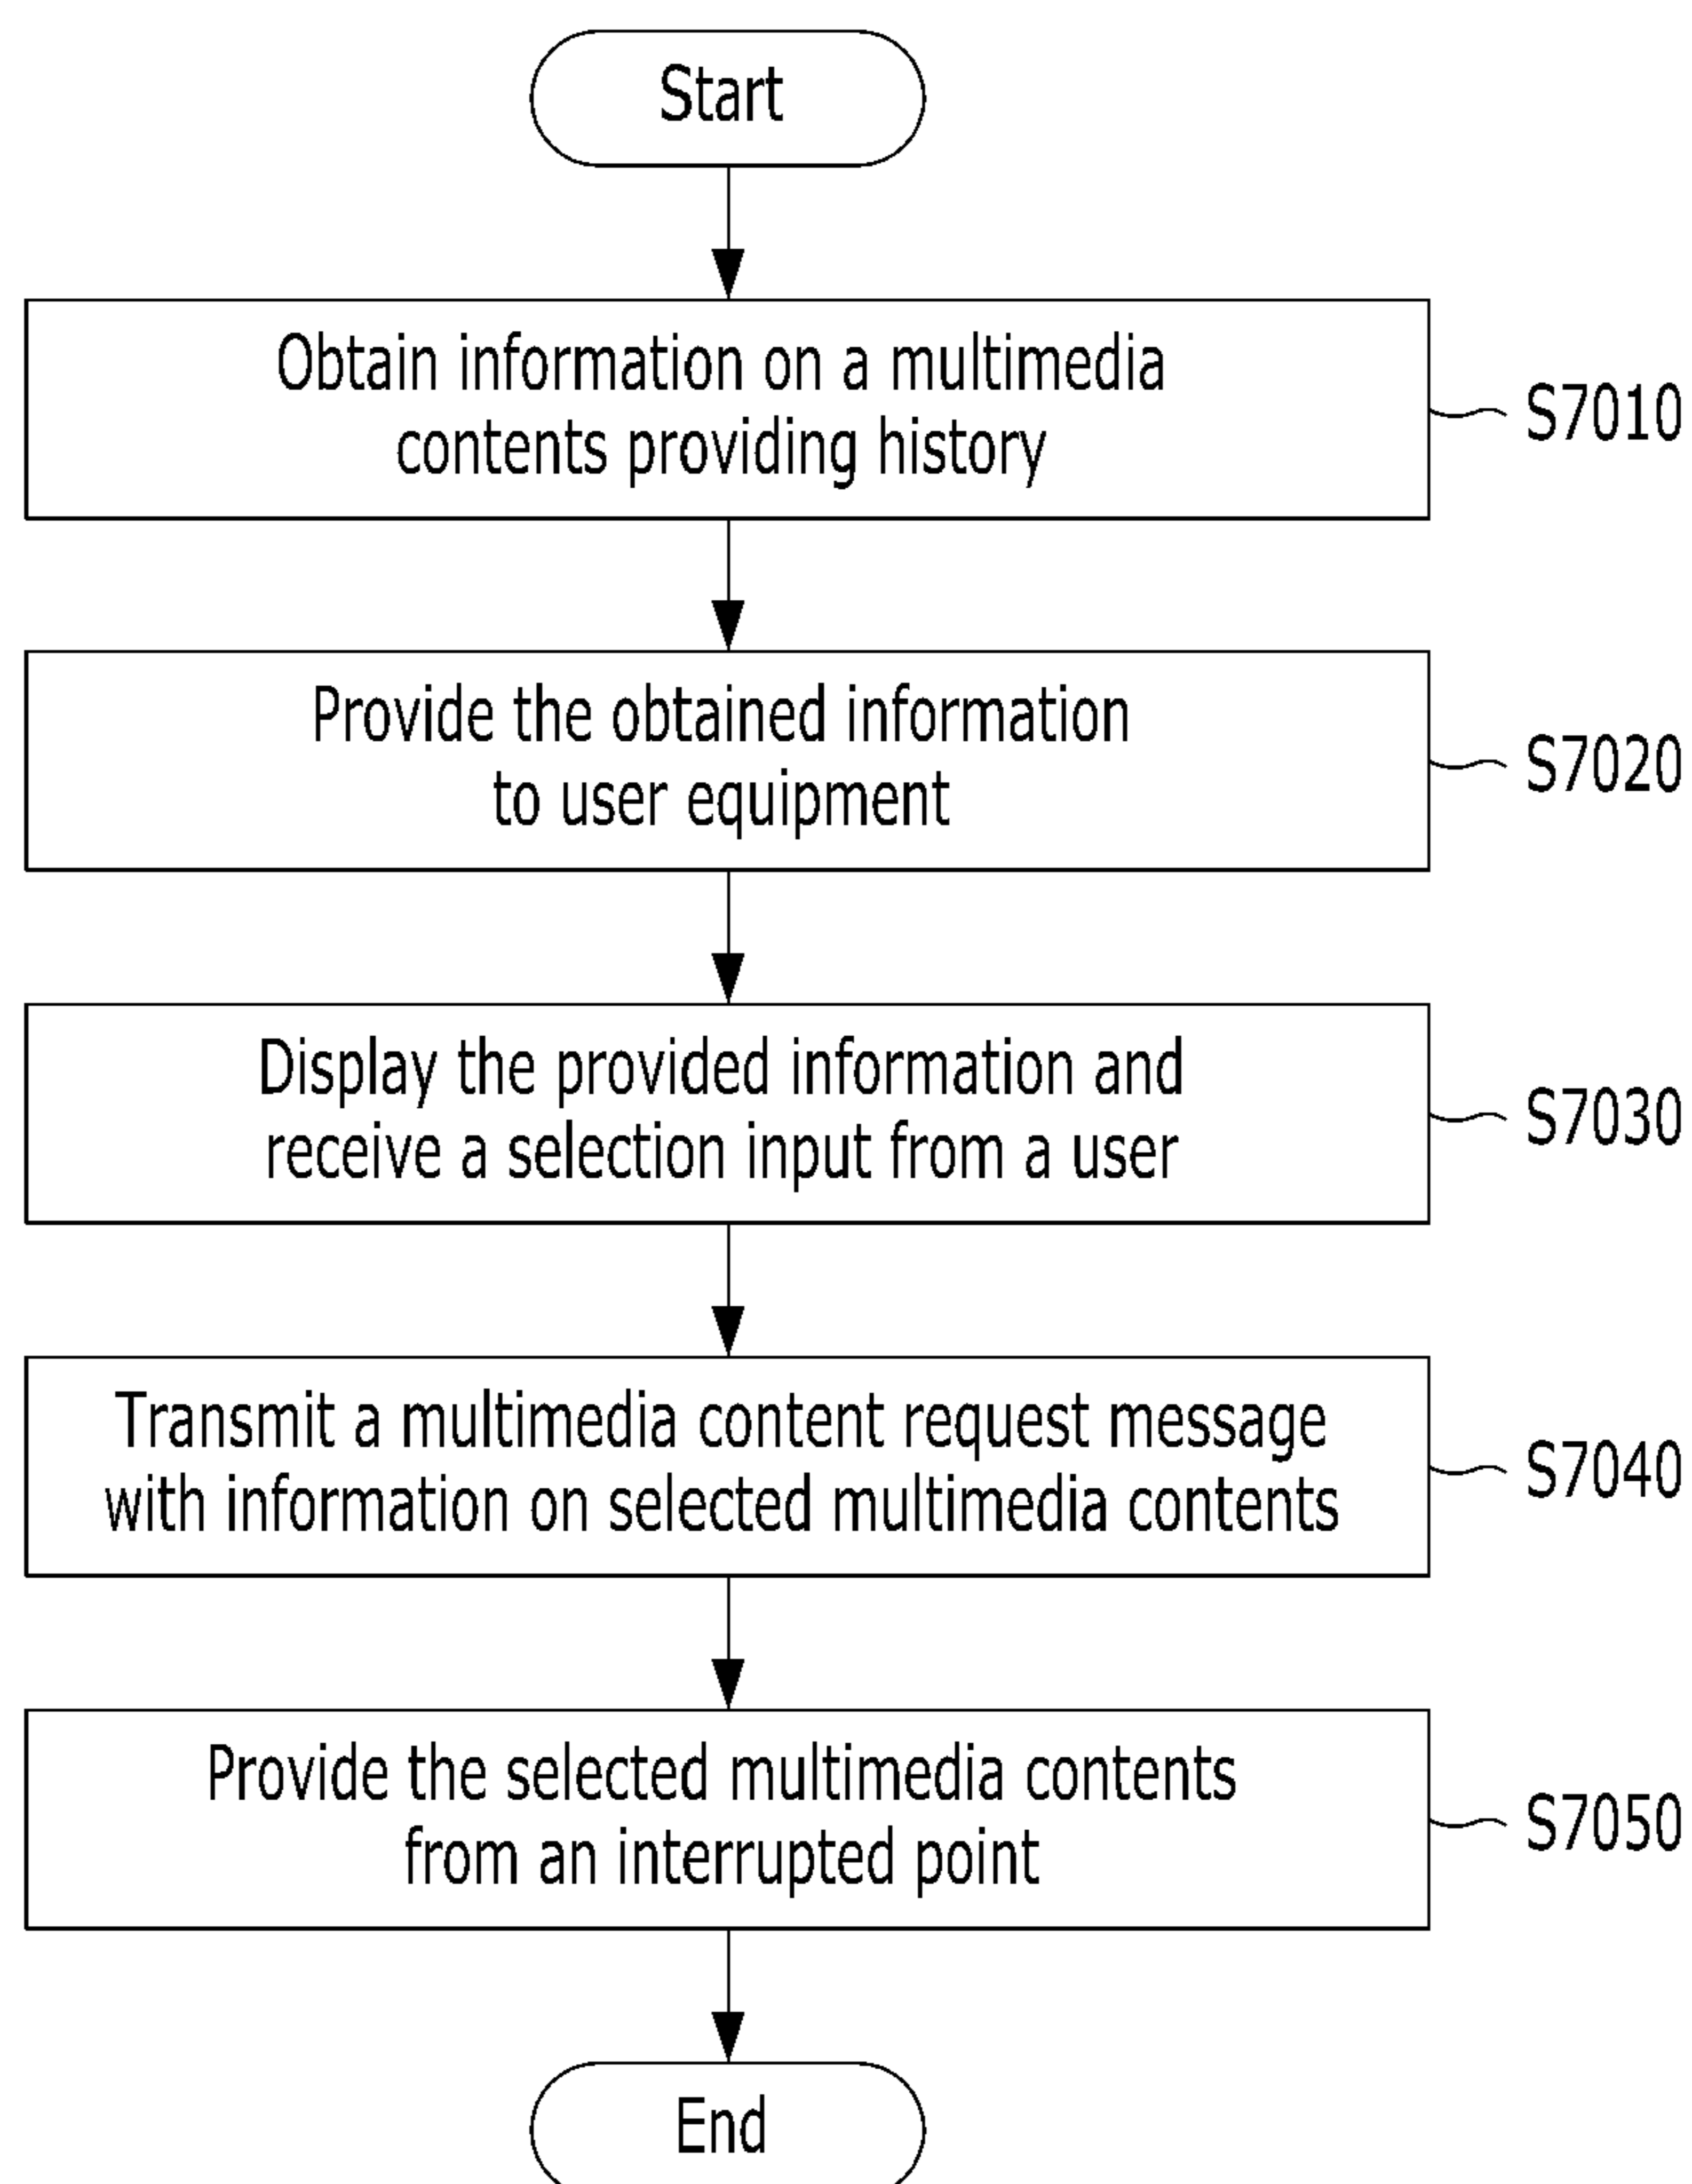 Start
Obtain information on a multimedia
contents providing history
S7010
Provide the obtained information
to user equipment
S7020
Display the provided information and
receive a selection input from a user
S7030
Transmit a multimedia content request message
with information on selected multimedia contents
S7040
Provide the selected multimedia contents
from an interrupted point
S7050
End